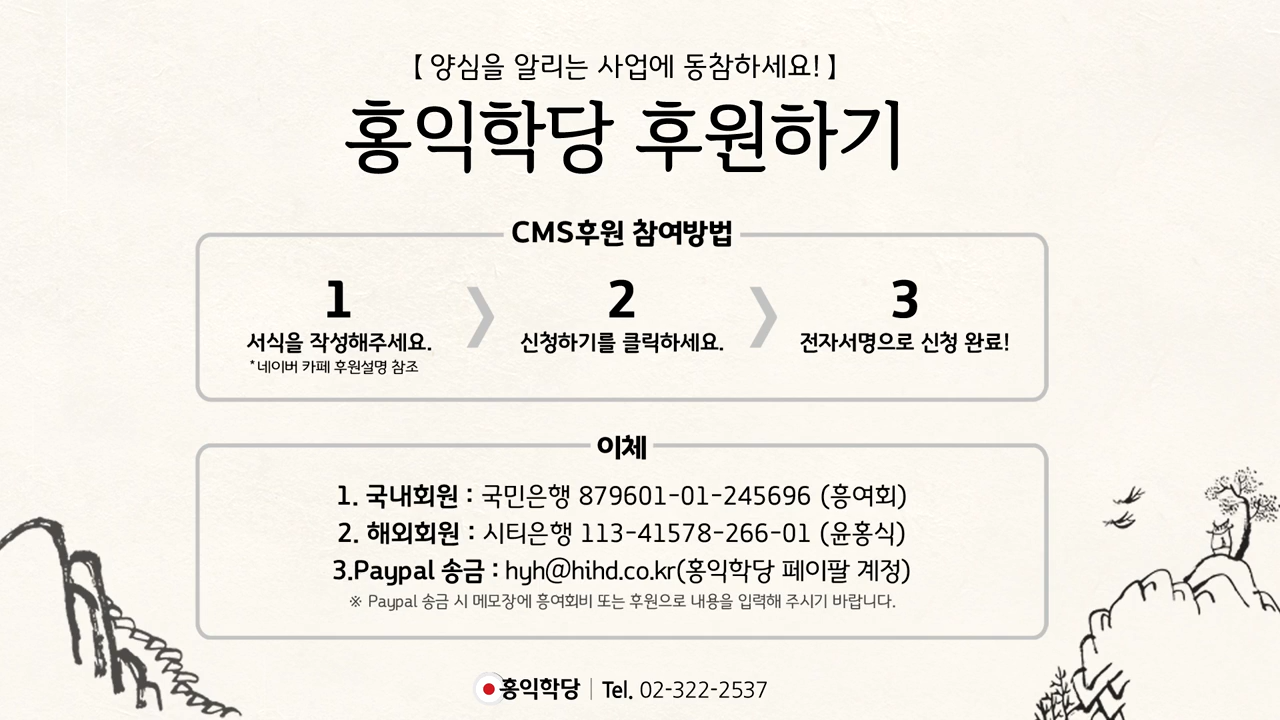 【 양심을 알리는 사업에 동참하세요! 】
홍익학당 후원하기
CMS후원 참여방법
1
서식을 작성해주세요.
*네이버 카페 후원설명 참조
2
신청하기를 클릭하세요.
3
전자서명으로 신청 완료!
이체
1. 국내회원 : 국민은행 879601-01-245696 (흥여회)
2. 해외회원 : 시티은행 113-41578-266-01 (윤홍식)
3.Paypal 송금 : hyh@hihd.co.kr(홍익학당 페이팔 계정)
※ Paypal 송금 시 메모장에 흥여회비 또는 후원으로 내용을 입력해 주시기 바랍니다.
홍익학당 | Tel. 02-322-2537